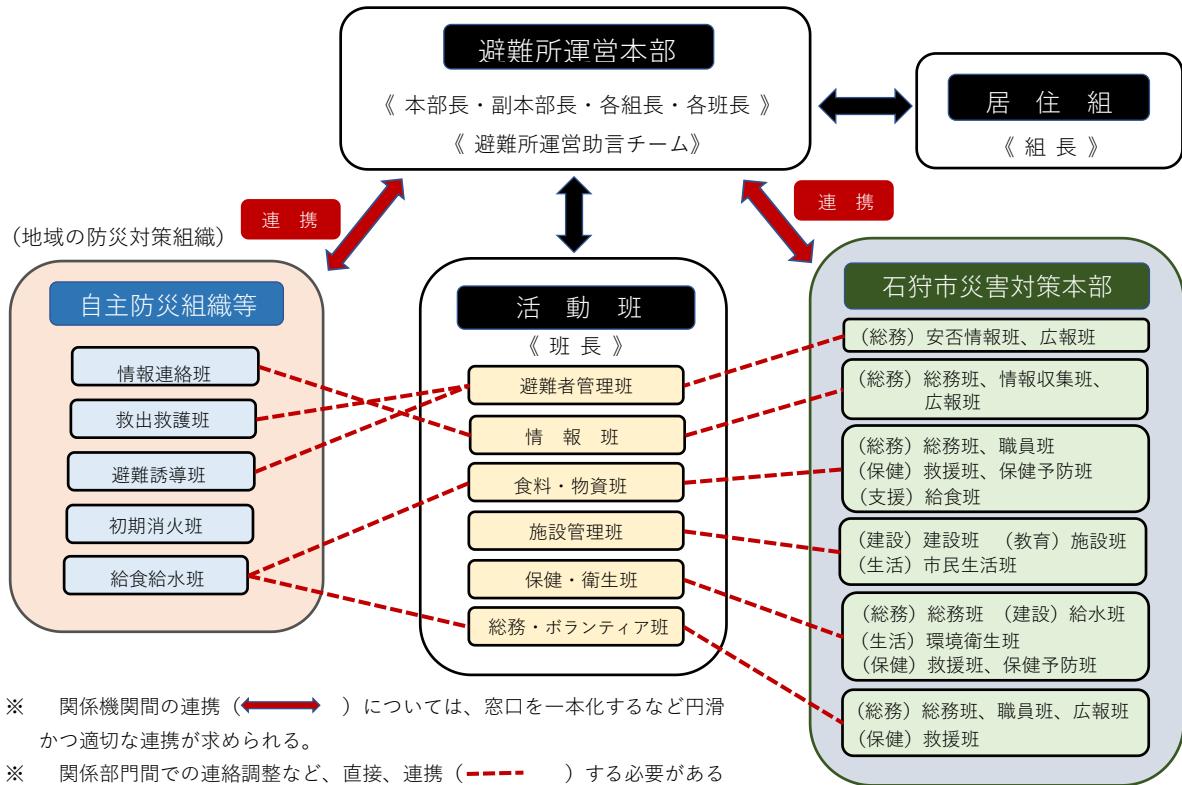 避難所運営本部
《 本部長・副本部長・各組長・各班長 》
《 避難所運営助言チーム》
居 住 組
《 組 長 》
連 携
連 携
(地域の防災対策組織)
自主防災組織等
情報連絡班
救出救護班
避難誘導班
初期消火班
給食給水班
活 動 班
《 班 長 》
避難者管理班
情 報 班
食料・物資班
施設管理班
保健・衛生班
総務・ボランティア班
石狩市災害対策本部
(総務)安否情報班、広報班
(総務)総務班、情報収集班、
広報班
(総務)総務班、職員班
(保健)救援班、保健予防班
(支援)給食班
(建設)建設班 (教育)施設班
(生活)市民生活班
(総務)総務班 (建設)給水班
(生活)環境衛生班
(保健)救援班、保健予防班
(総務)総務班、職員班、広報班
(保健)救援班
※ 関係機関間の連携( )については、窓口を一本化するなど円滑
かつ適切な連携が求められる。
※ 関係部門間での連絡調整など、直接、連携( )する必要がある